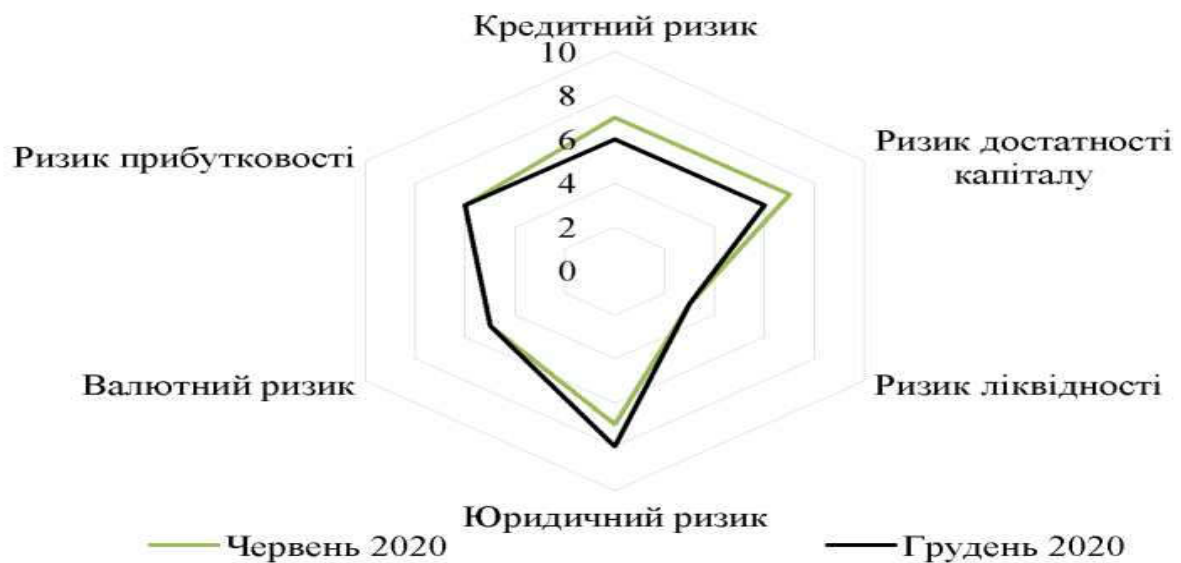 Кредитний ризик
10
8
6
4
2
0
Ризик прибутковості
Ризик достатності
капіталу
Валютний ризик
Ризик ліквідності
Юридичний ризик
Червень 2020
Грудень 2020